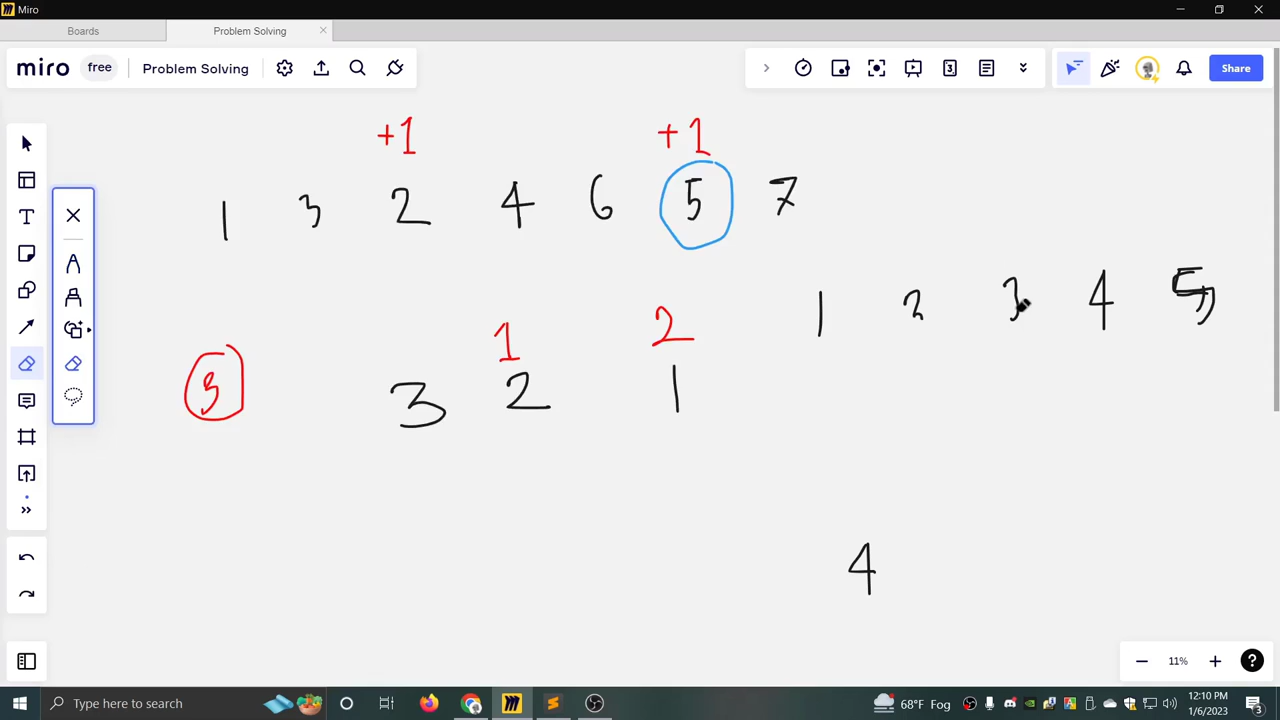 Miro
Boards
Problem Solving
miro
free
Problem Solving
3
Share
+1 +1
1 3 2 4 6 5 7
1 2 3 4 5
1 2
3 3 2 1
4
11%
?
Type here to search
68°F Fog
12:10 PM
1/6/2023
3